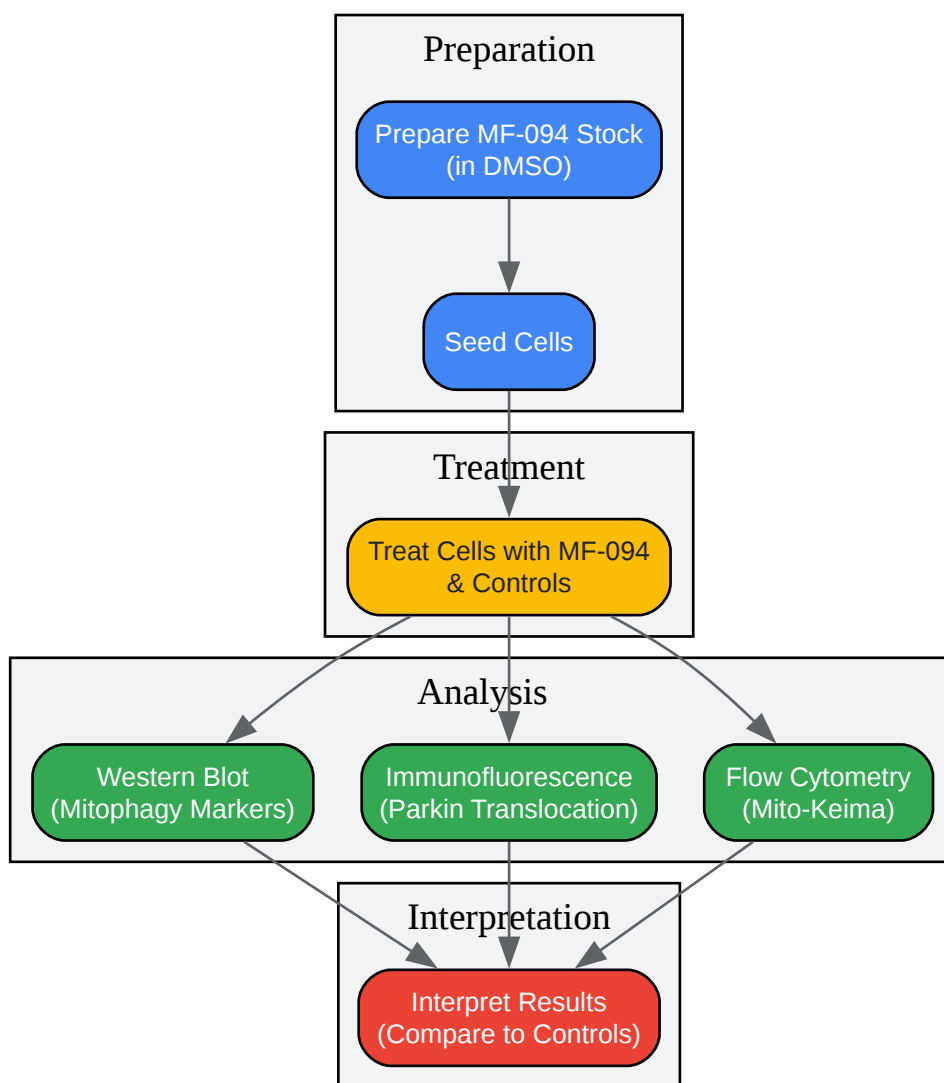 Preparation
Prepare MF-094 Stock
(in DMSO)
Seed Cells
Treatment
Treat Cells with MF-094
& Controls
Analysis
Western Blot
(Mitophagy Markers)
Immunofluorescence
(Parkin Translocation)
Flow Cytometry
(Mito-Keima)
Interpretation
Interpret Results
(Compare to Controls)